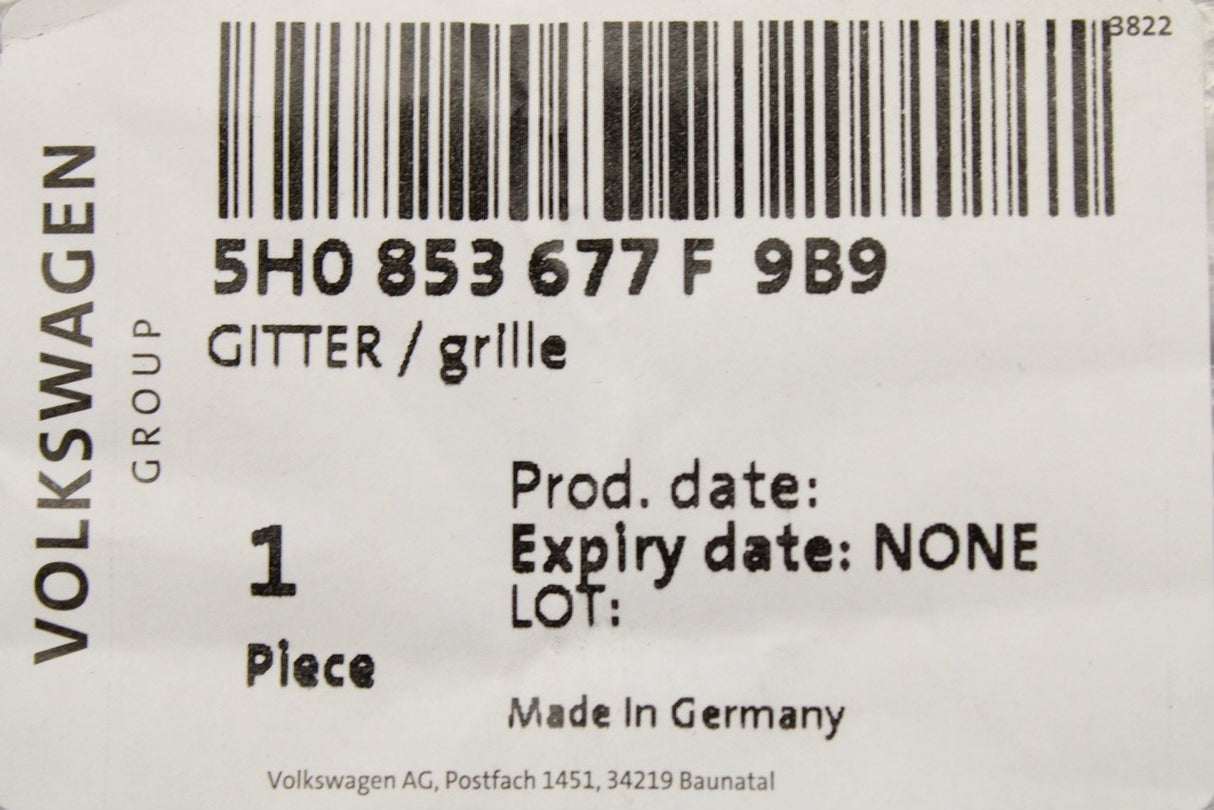 3822
5H0 853 677 F 9B9
GITTER / grille
VOLKSWAGEN
GROUP
Prod. date:
Expiry date: NONE
LOT:
1
Piece
Made In Germany
Volkswagen AG, Postfach 1451, 34219 Baunatal